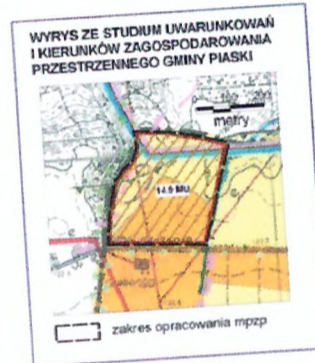 WYRYS ZE STUDIUM UWARUNKOWAŃ
I KIERUNKÓW ZAGOSPODAROWANIA
PRZESTRZENNEGO GMINY PIASKI
metry
14.9 MU
zakres opracowania mpzp